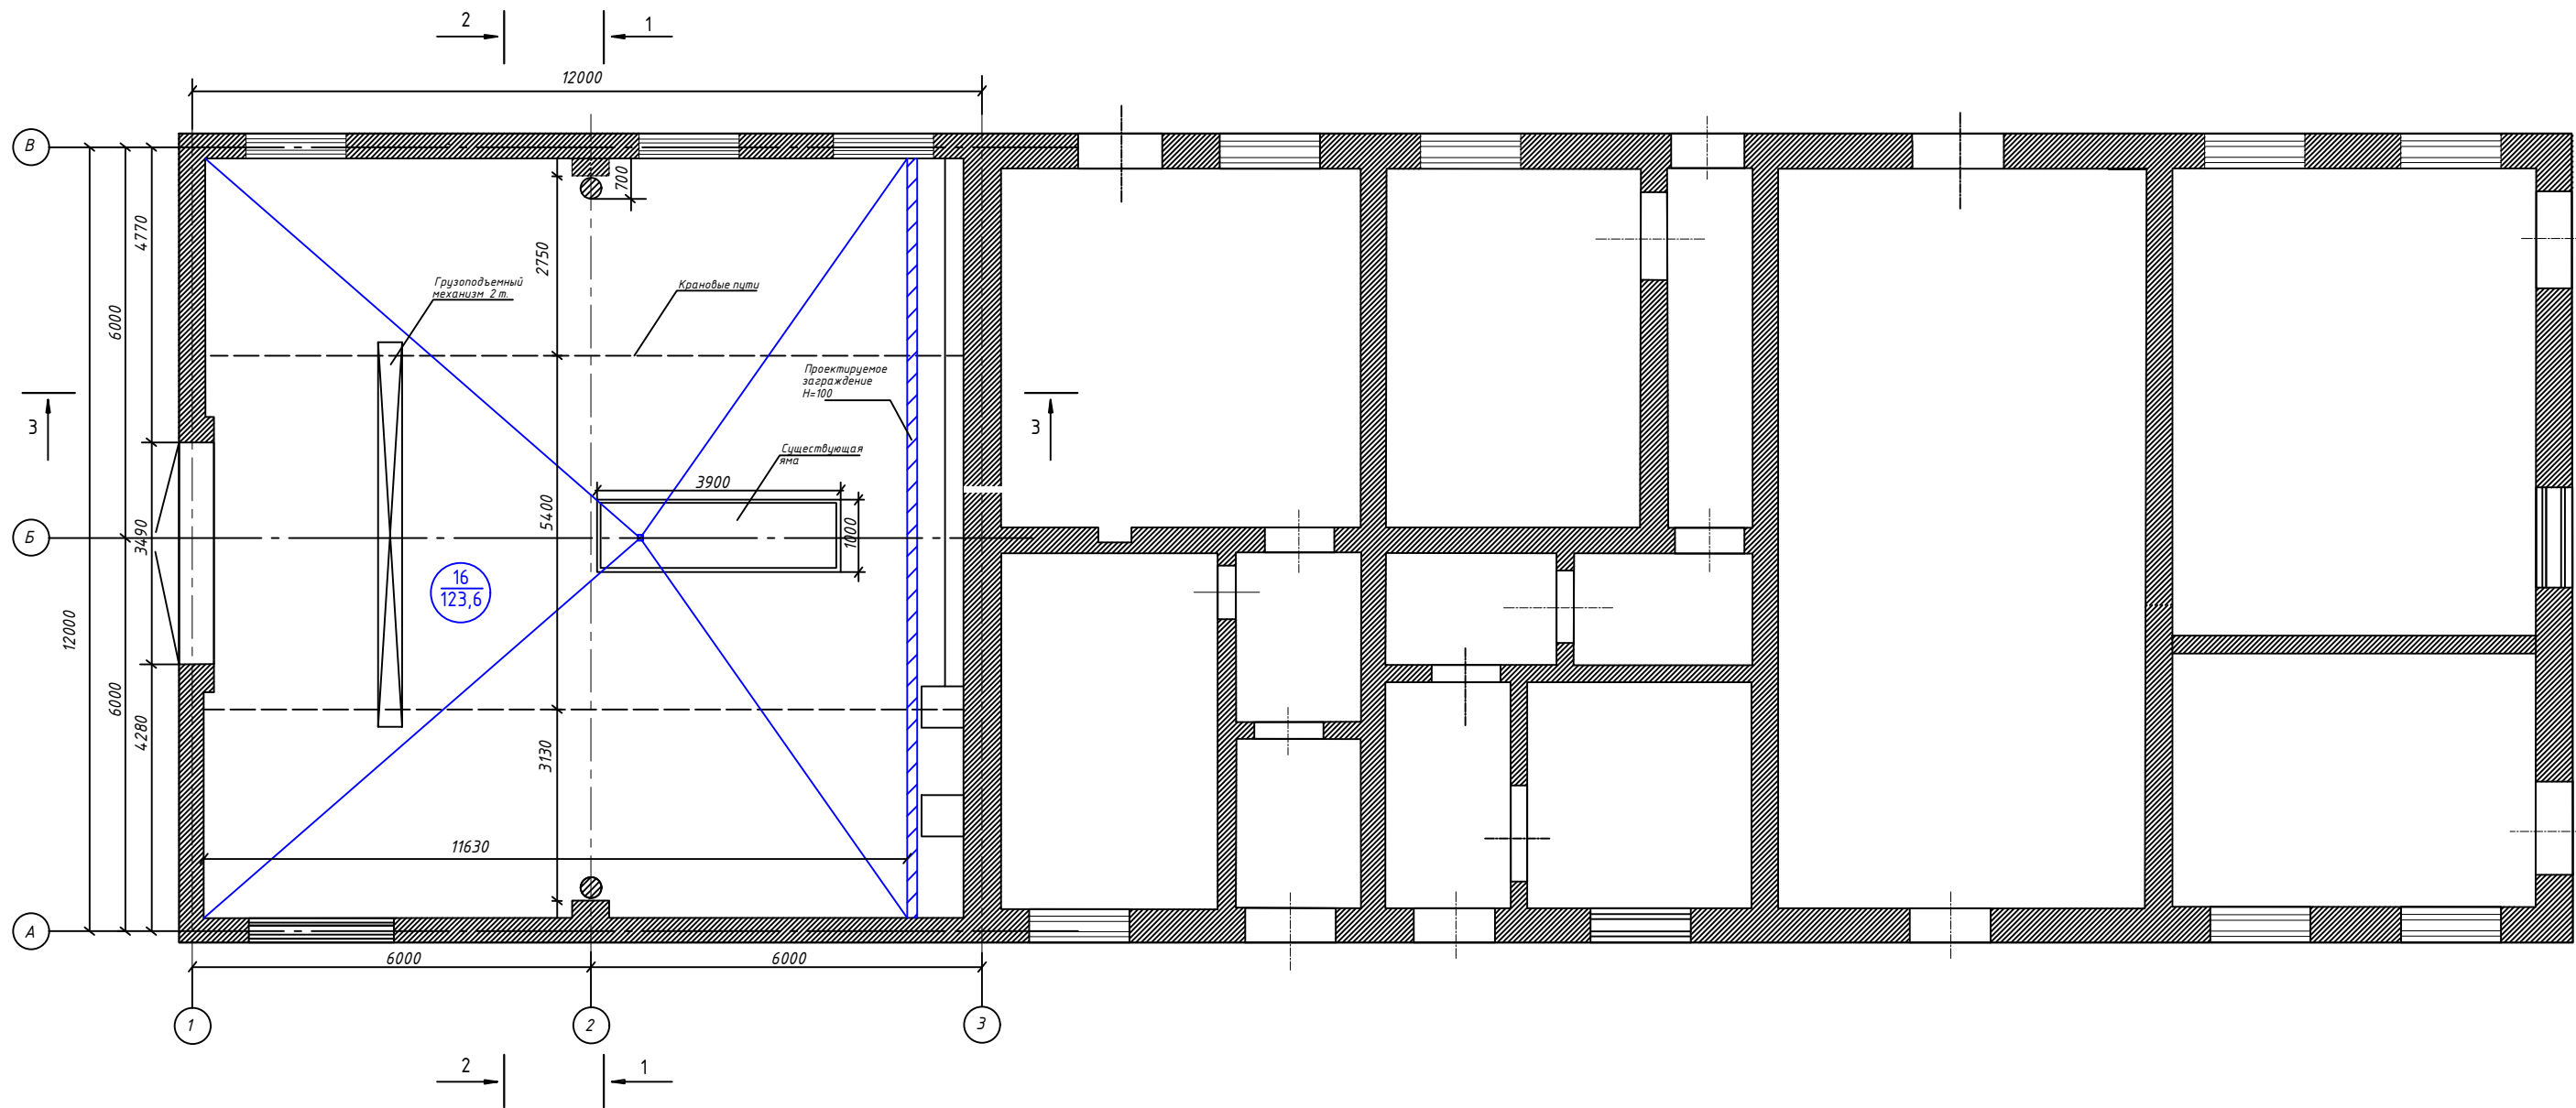 2
1
12000
В
700
4770
2750
Грузоподъемный
механизм 2 т.
Крановые пути
6000
Проектируемое
заграждение
Н=100
3
3
Существующая
яма
3900
5400
1000
3490
Б
16
123,6
12000
6000
4280
3130
11630
А
6000
6000
1
2
3
2
1